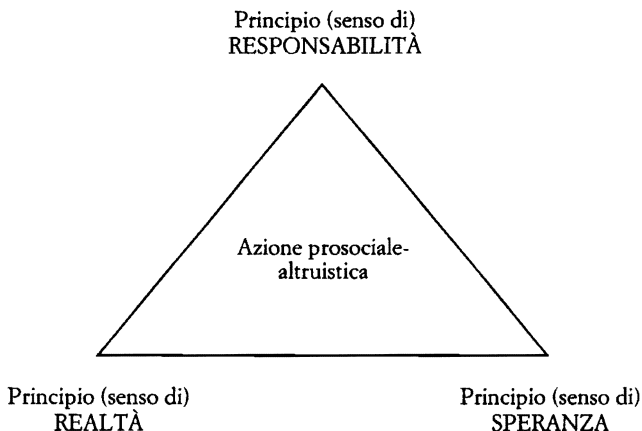 Principio (senso di)
RESPONSABILITÀ
Azione prosociale-
altruistica
Principio (senso di)
REALTÀ
Principio (senso di)
SPERANZA